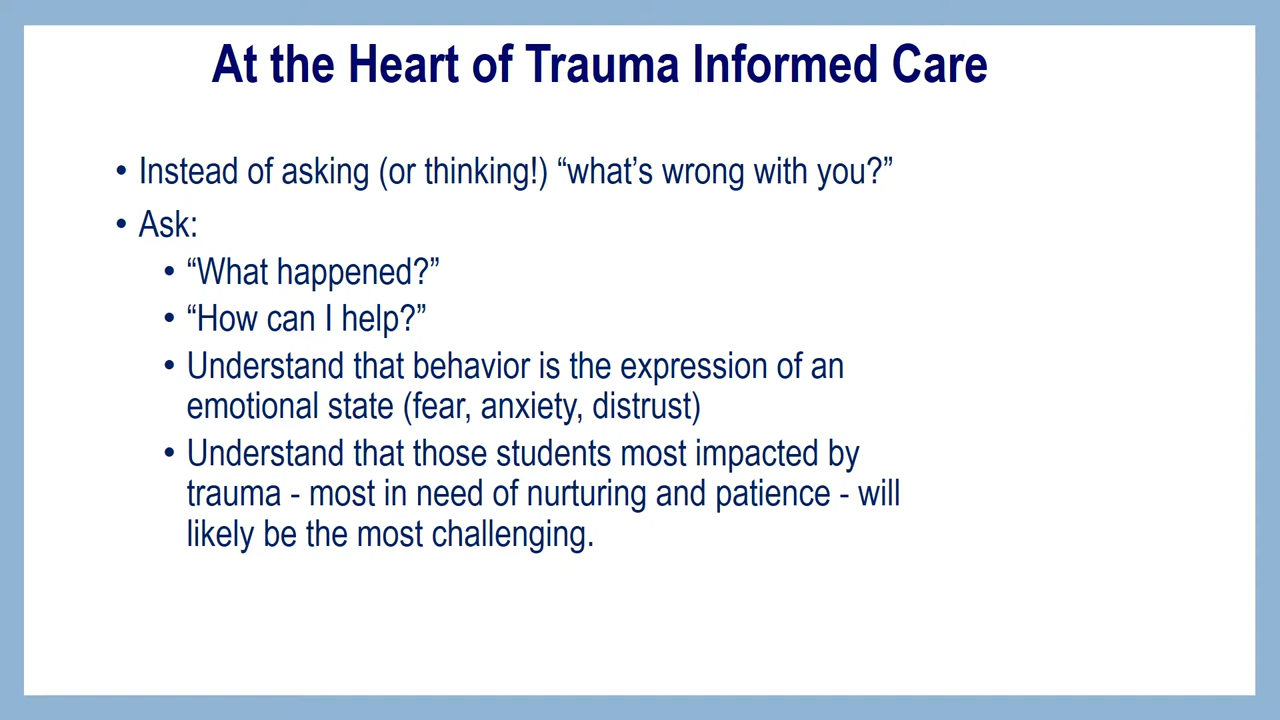 At the Heart of Trauma Informed Care
• Instead of asking (or thinking!) “what’s wrong with you?”
• Ask:
• “What happened?”
• “How can I help?”
• Understand that behavior is the expression of an
emotional state (fear, anxiety, distrust)
• Understand that those students most impacted by
trauma - most in need of nurturing and patience - will
likely be the most challenging.